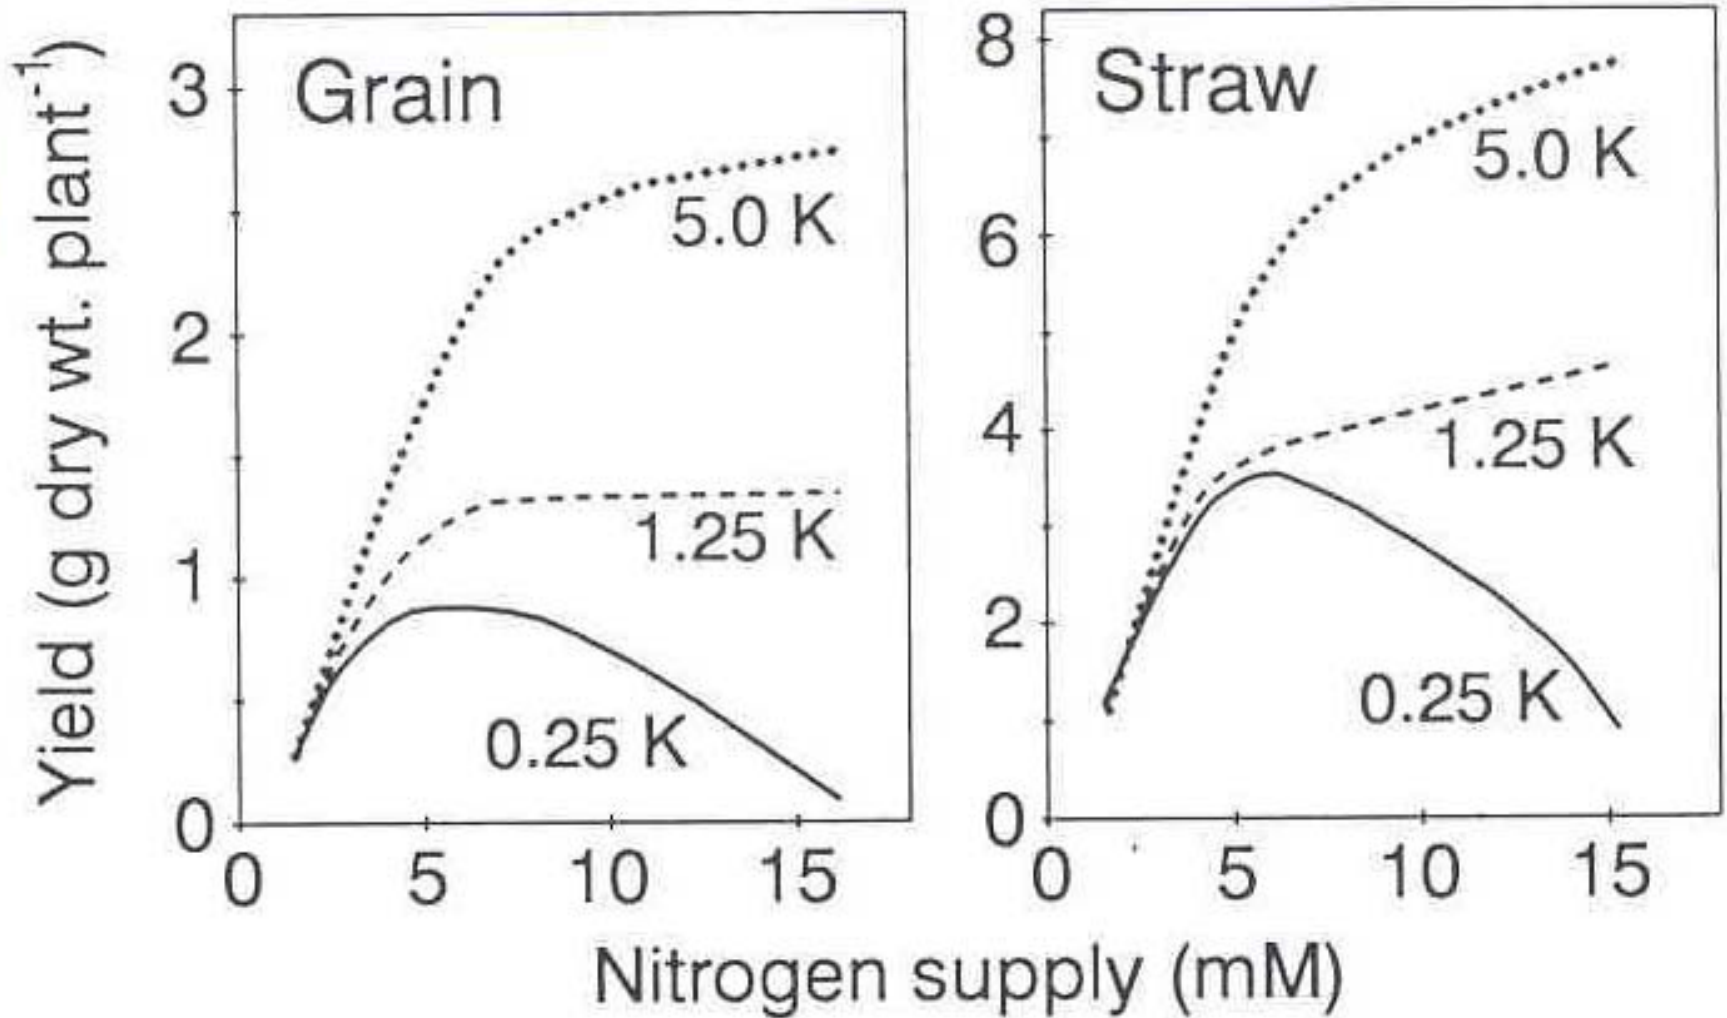 Yield (g dry wt. plant⁻¹)
Grain
3
2
1
0
5.0 K
1.25 K
0.25 K
0 5 10 15
Straw
8
6
4
2
0
5.0 K
1.25 K
0.25 K
0 5 10 15
Nitrogen supply (mM)